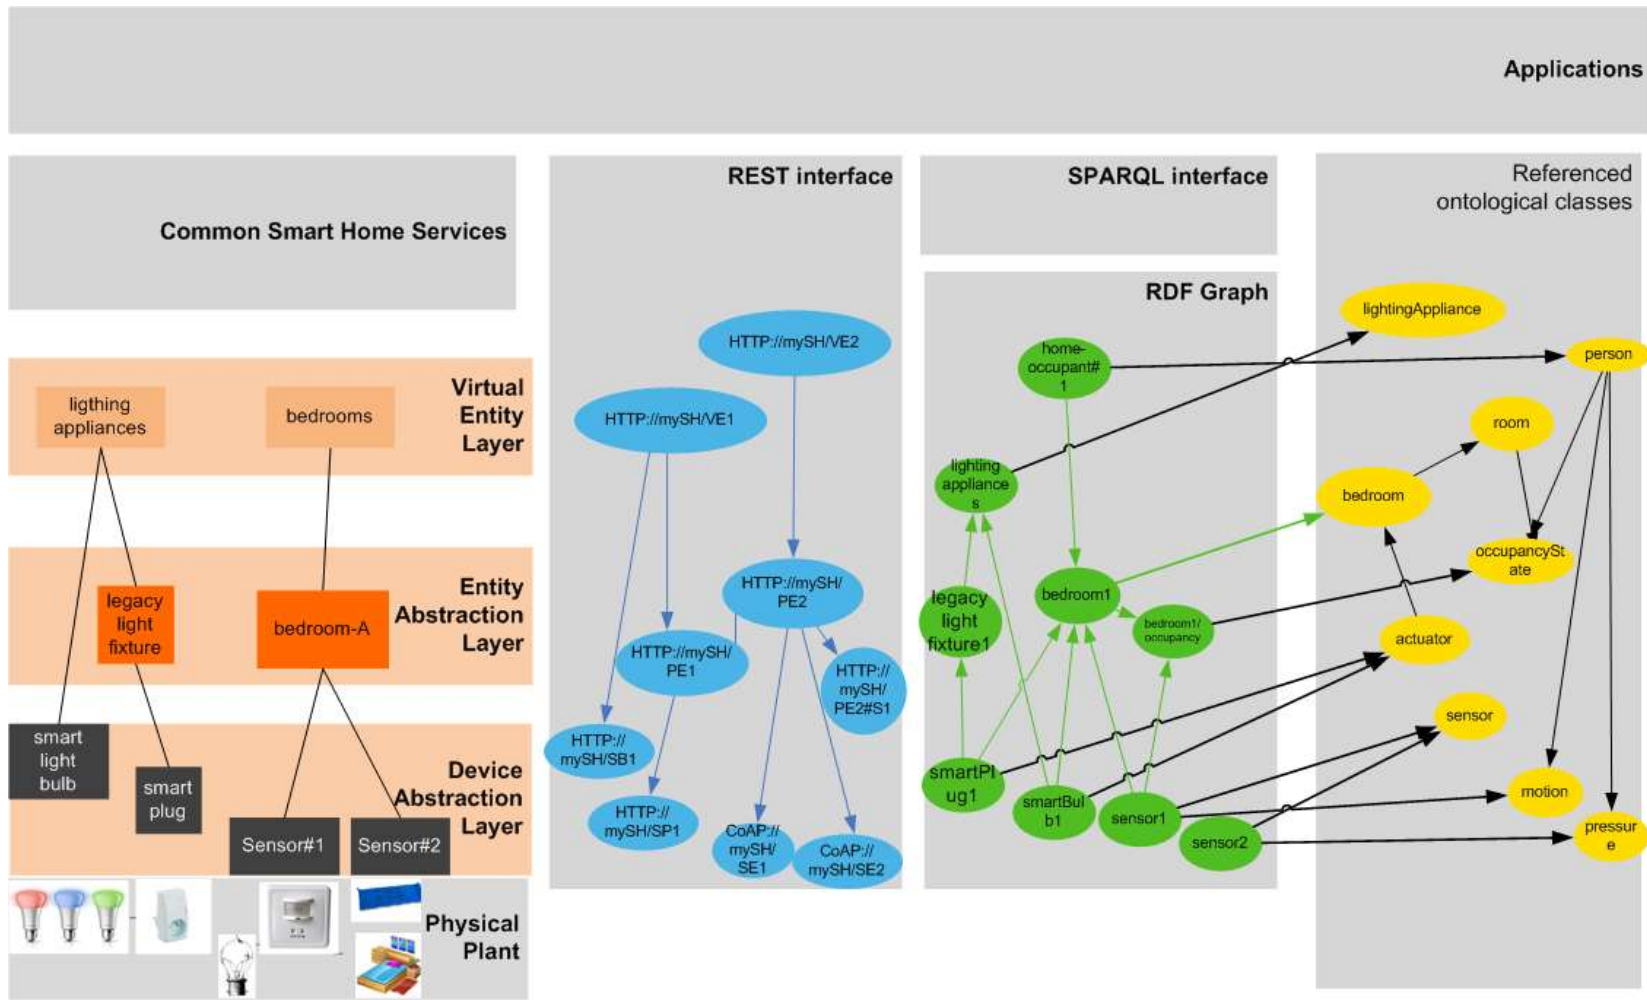 Applications
Common Smart Home Services
REST interface
SPARQL interface
Referenced
ontological classes
Virtual
Entity
Layer
ligthing
appliances
bedrooms
Entity
Abstraction
Layer
legacy
light
fixture
bedroom-A
Device
Abstraction
Layer
smart
light
bulb
smart
plug
Sensor#1
Sensor#2
Physical
Plant
HTTP://mySH/VE2
HTTP://mySH/VE1
HTTP://mySH/
PE2
HTTP://mySH/
PE1
HTTP://
mySH/
PE2#S1
HTTP://
mySH/SB1
HTTP://
mySH/SP1
CoAP://
mySH/
SE1
CoAP://
mySH/SE2
RDF Graph
home-
occupant#
1
lighting
appliance
s
legacy
light
fixture1
bedroom1
bedroom1/
occupancy
smartPl
ug1
smartBul
b1
sensor1
sensor2
lightingAppliance
person
room
bedroom
occupancySt
ate
actuator
sensor
motion
pressur
e